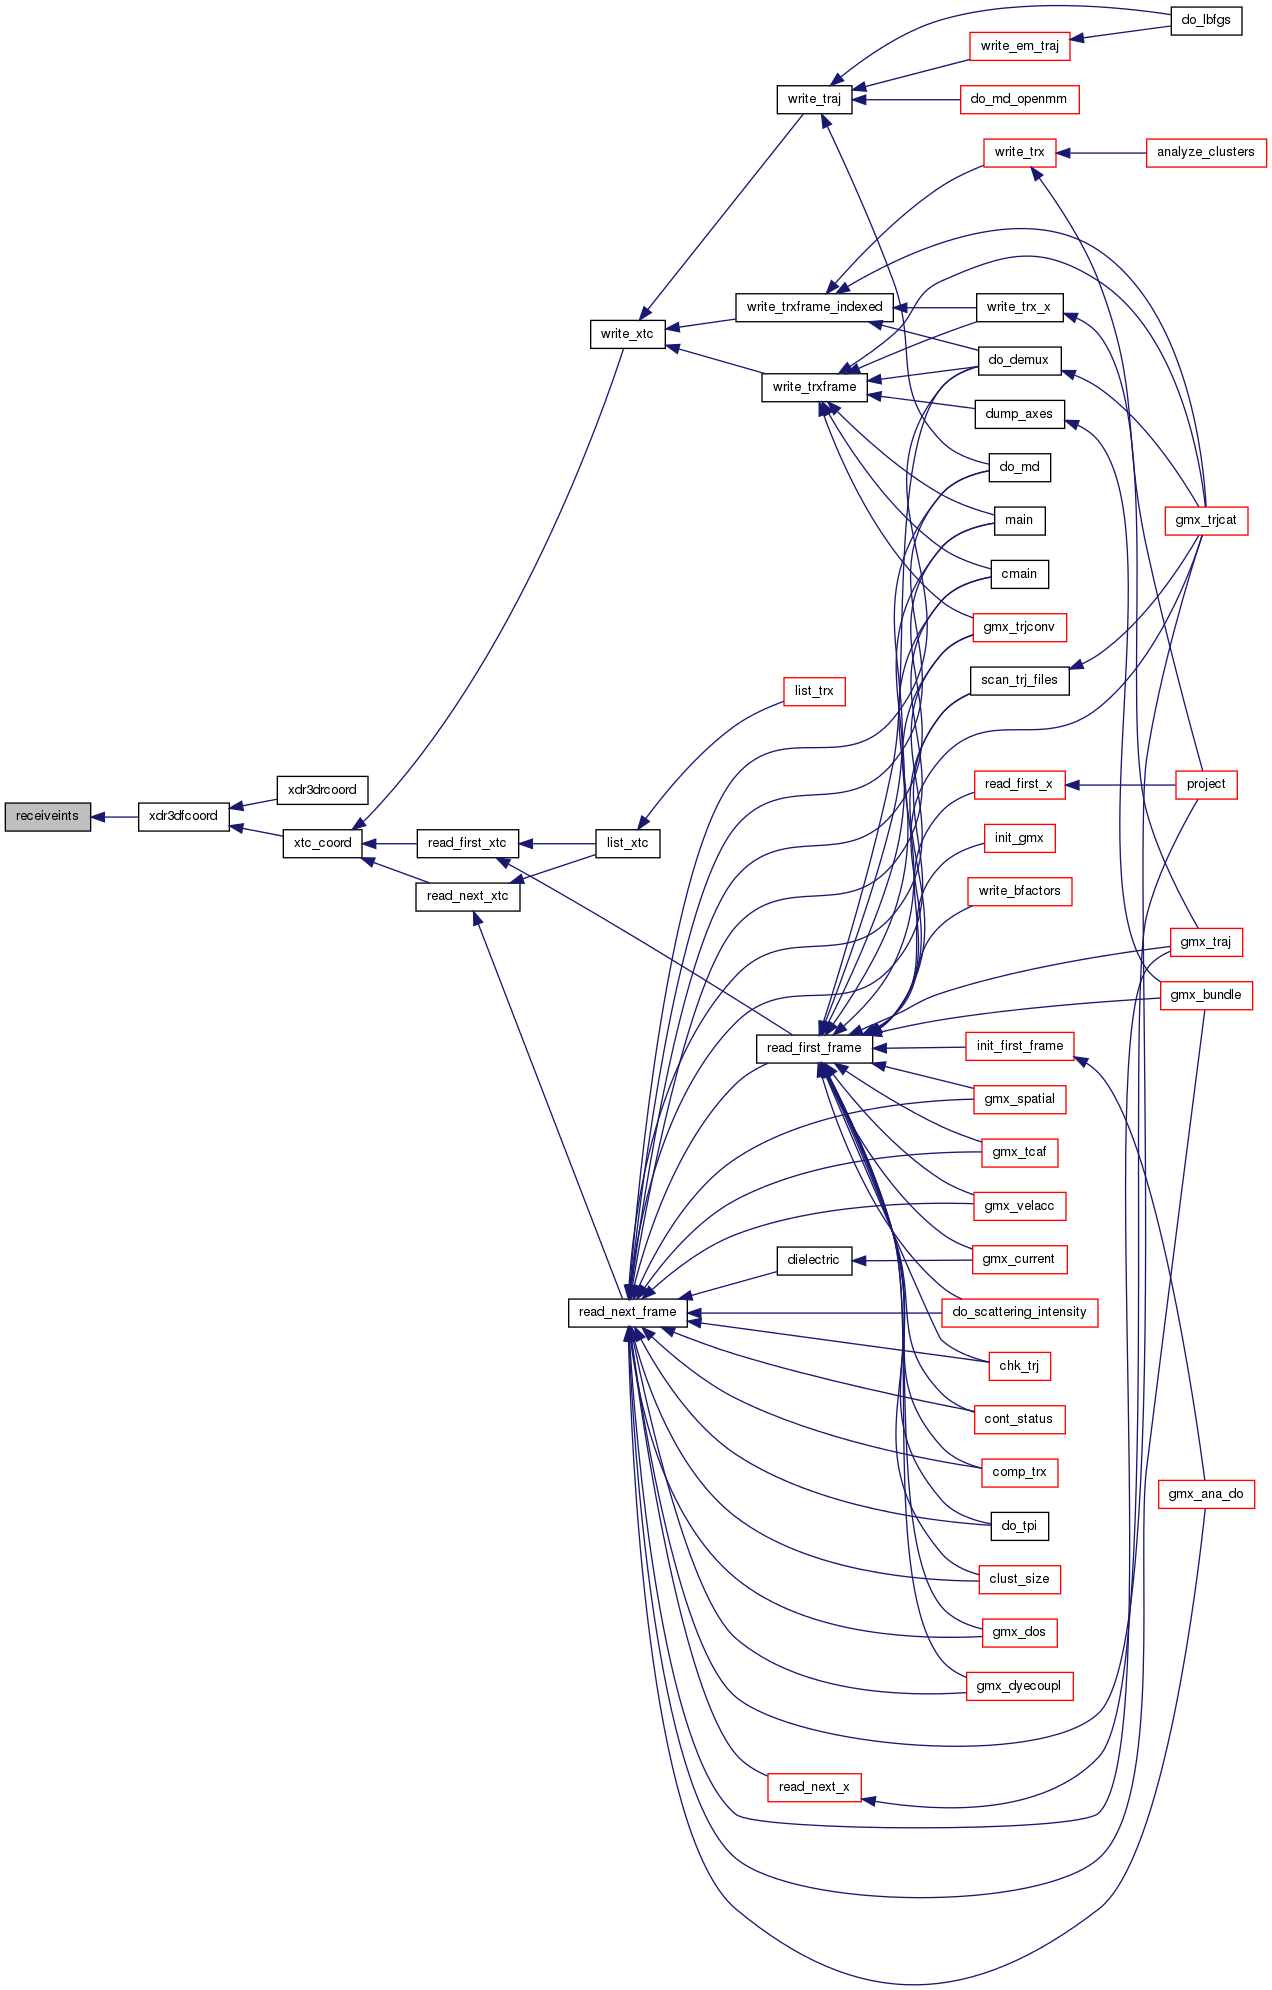 do_lbfgs
write_em_traj
write_traj
do_md_openmm
write_trx
analyze_clusters
write_trxframe_indexed
write_trx_x
write_xtc
do_demux
write_trxframe
dump_axes
do_md
main
gmx_trjcat
cmain
gmx_trjconv
scan_trj_files
list_trx
read_first_x
project
xdr3drcoord
receiveints
xdr3dfcoord
init_gmx
xtc_coord
read_first_xtc
list_xtc
read_next_xtc
write_bfactors
gmx_traj
gmx_bundle
read_first_frame
init_first_frame
gmx_spatial
gmx_tcaf
gmx_velacc
dielectric
gmx_current
read_next_frame
do_scattering_intensity
chk_trj
cont_status
comp_trx
gmx_ana_do
do_tpi
clust_size
gmx_dos
gmx_dyecoupl
read_next_x